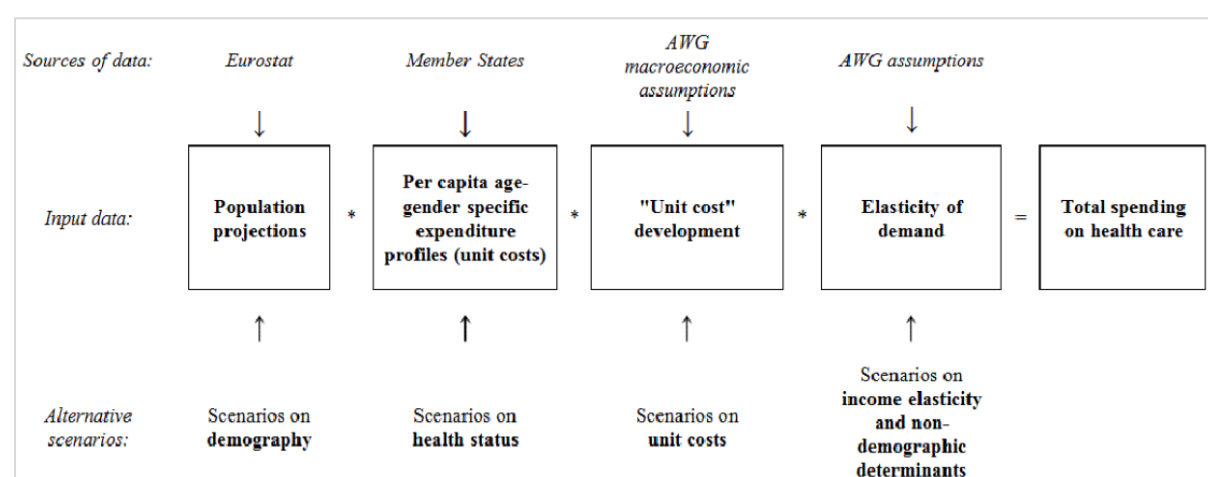 Sources of data:
Eurostat
Member States
AWG
macroeconomic
assumptions
AWG assumptions
↓ ↓ ↓ ↓
Input data:
Population
projections
*
Per capita age-
gender specific
expenditure
profiles (unit costs)
*
"Unit cost"
development
*
Elasticity of
demand
=
Total spending
on health care
↑ ↑ ↑ ↑
Alternative
scenarios:
Scenarios on
demography
Scenarios on
health status
Scenarios on
unit costs
Scenarios on
income elasticity
and non-
demographic
determinants